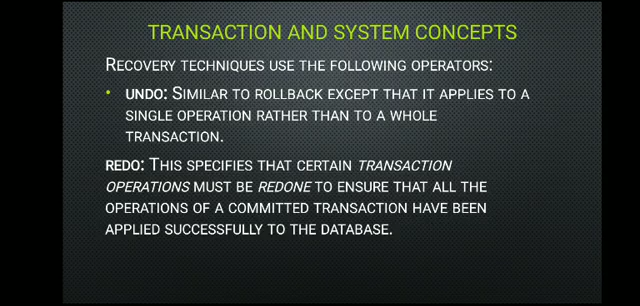 TRANSACTION AND SYSTEM CONCEPTS
RECOVERY TECHNIQUES USE THE FOLLOWING OPERATORS:
• UNDO: SIMILAR TO ROLLBACK EXCEPT THAT IT APPLIES TO A
SINGLE OPERATION RATHER THAN TO A WHOLE
TRANSACTION.
REDO: THIS SPECIFIES THAT CERTAIN TRANSACTION
OPERATIONS MUST BE REDONE TO ENSURE THAT ALL THE
OPERATIONS OF A COMMITTED TRANSACTION HAVE BEEN
APPLIED SUCCESSFULLY TO THE DATABASE.